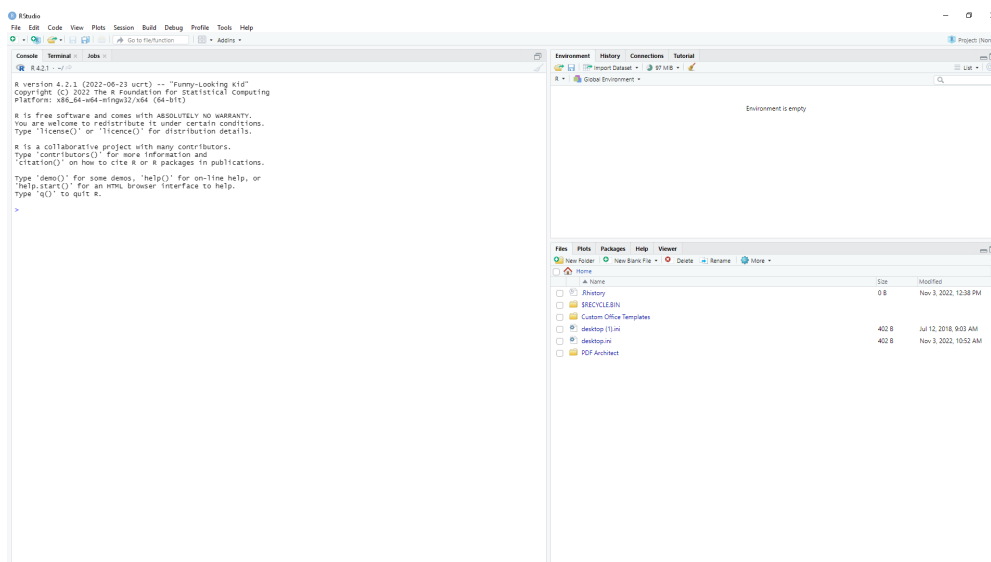 RStudio
File Edit Code View Plots Session Build Debug Profile Tools Help
Go to file/function Addins Project: (Non
Console Terminal Jobs
R 4.2.1 · ~/
R version 4.2.1 (2022-06-23 ucrt) -- "Funny-Looking Kid"
Copyright (C) 2022 The R Foundation for Statistical Computing
Platform: x86_64-w64-mingw32/x64 (64-bit)
R is free software and comes with ABSOLUTELY NO WARRANTY.
You are welcome to redistribute it under certain conditions.
Type 'license()' or 'licence()' for distribution details.
R is a collaborative project with many contributors.
Type 'contributors()' for more information and
'citation()' on how to cite R or R packages in publications.
Type 'demo()' for some demos, 'help()' for on-line help, or
'help.start()' for an HTML browser interface to help.
Type 'q()' to quit R.
>
Environment History Connections Tutorial
Import Dataset 97 MiB List
R Global Environment
Environment is empty
Files Plots Packages Help Viewer
New Folder New Blank File Delete Rename More
Home
Name Size Modified
.Rhistory 0 B Nov 3, 2022, 12:38 PM
$RECYCLE.BIN
Custom Office Templates
desktop (1).ini 402 B Jul 12, 2018, 9:03 AM
desktop.ini 402 B Nov 3, 2022, 10:52 AM
PDF Architect